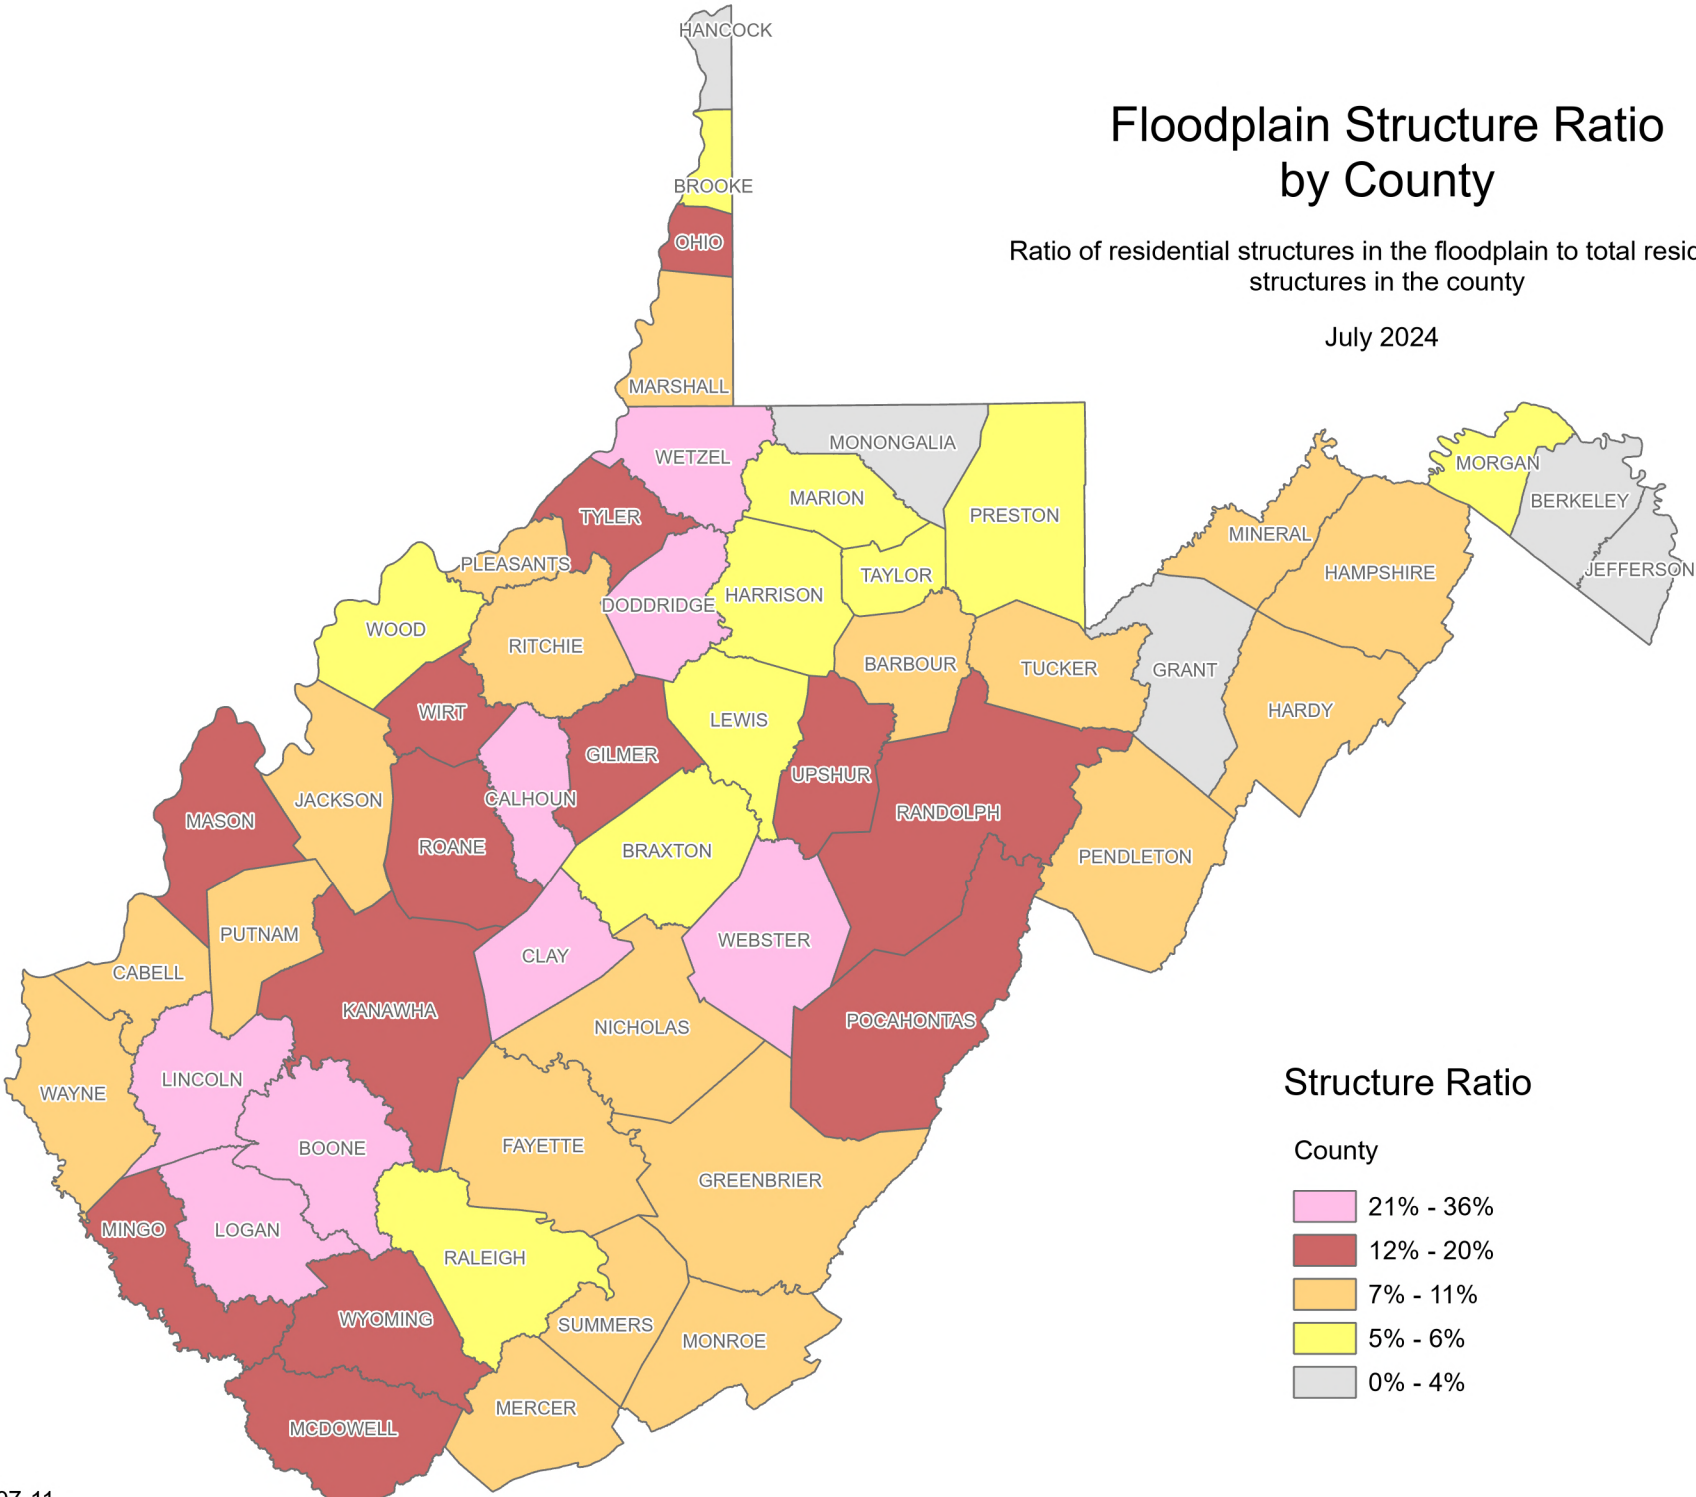 HANCOCK
Floodplain Structure Ratio
by County
BROOKE
OHIO
Ratio of residential structures in the floodplain to total
structures in the county
July 2024
MARSHALL
MONONGALIA
WETZEL
MORGAN
MARION
BERKELEY
TYLER
PRESTON
MINERAL
PLEASANTS
TAYLOR
HAMPSHIRE
JEFFERSON
HARRISON
DODDRIDGE
WOOD
RITCHIE
BARBOUR
TUCKER
GRANT
WIRT
HARDY
LEWIS
GILMER
UPSHUR
JACKSON
CALHOUN
RANDOLPH
MASON
ROANE
BRAXTON
PENDLETON
PUTNAM
WEBSTER
CLAY
CABELL
KANAWHA
POCAHONTAS
NICHOLAS
LINCOLN
WAYNE
Structure Ratio
BOONE
FAYETTE
County
GREENBRIER
21% - 36%
MINGO
LOGAN
12% - 20%
RALEIGH
7% - 11%
WYOMING
SUMMERS
5% - 6%
MONROE
0% - 4%
MERCER
MCDOWELL